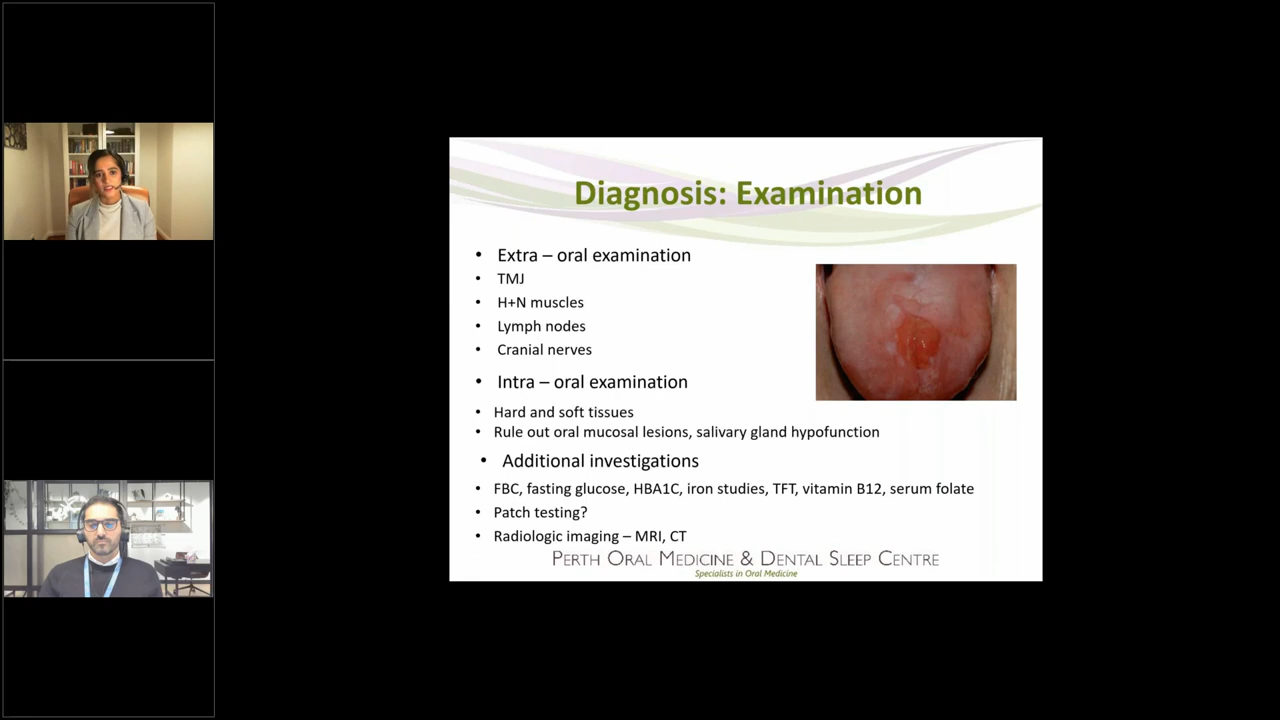 Diagnosis: Examination
• Extra – oral examination
• TMJ
• H+N muscles
• Lymph nodes
• Cranial nerves
• Intra – oral examination
• Hard and soft tissues
• Rule out oral mucosal lesions, salivary gland hypofunction
• Additional investigations
• FBC, fasting glucose, HBA1C, iron studies, TFT, vitamin B12, serum folate
• Patch testing?
• Radiologic imaging – MRI, CT
PERTH ORAL MEDICINE & DENTAL SLEEP CENTRE
Specialists in Oral Medicine